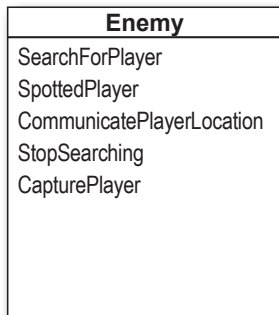 Enemy
SearchForPlayer
SpottedPlayer
CommunicatePlayerLocation
StopSearching
CapturePlayer